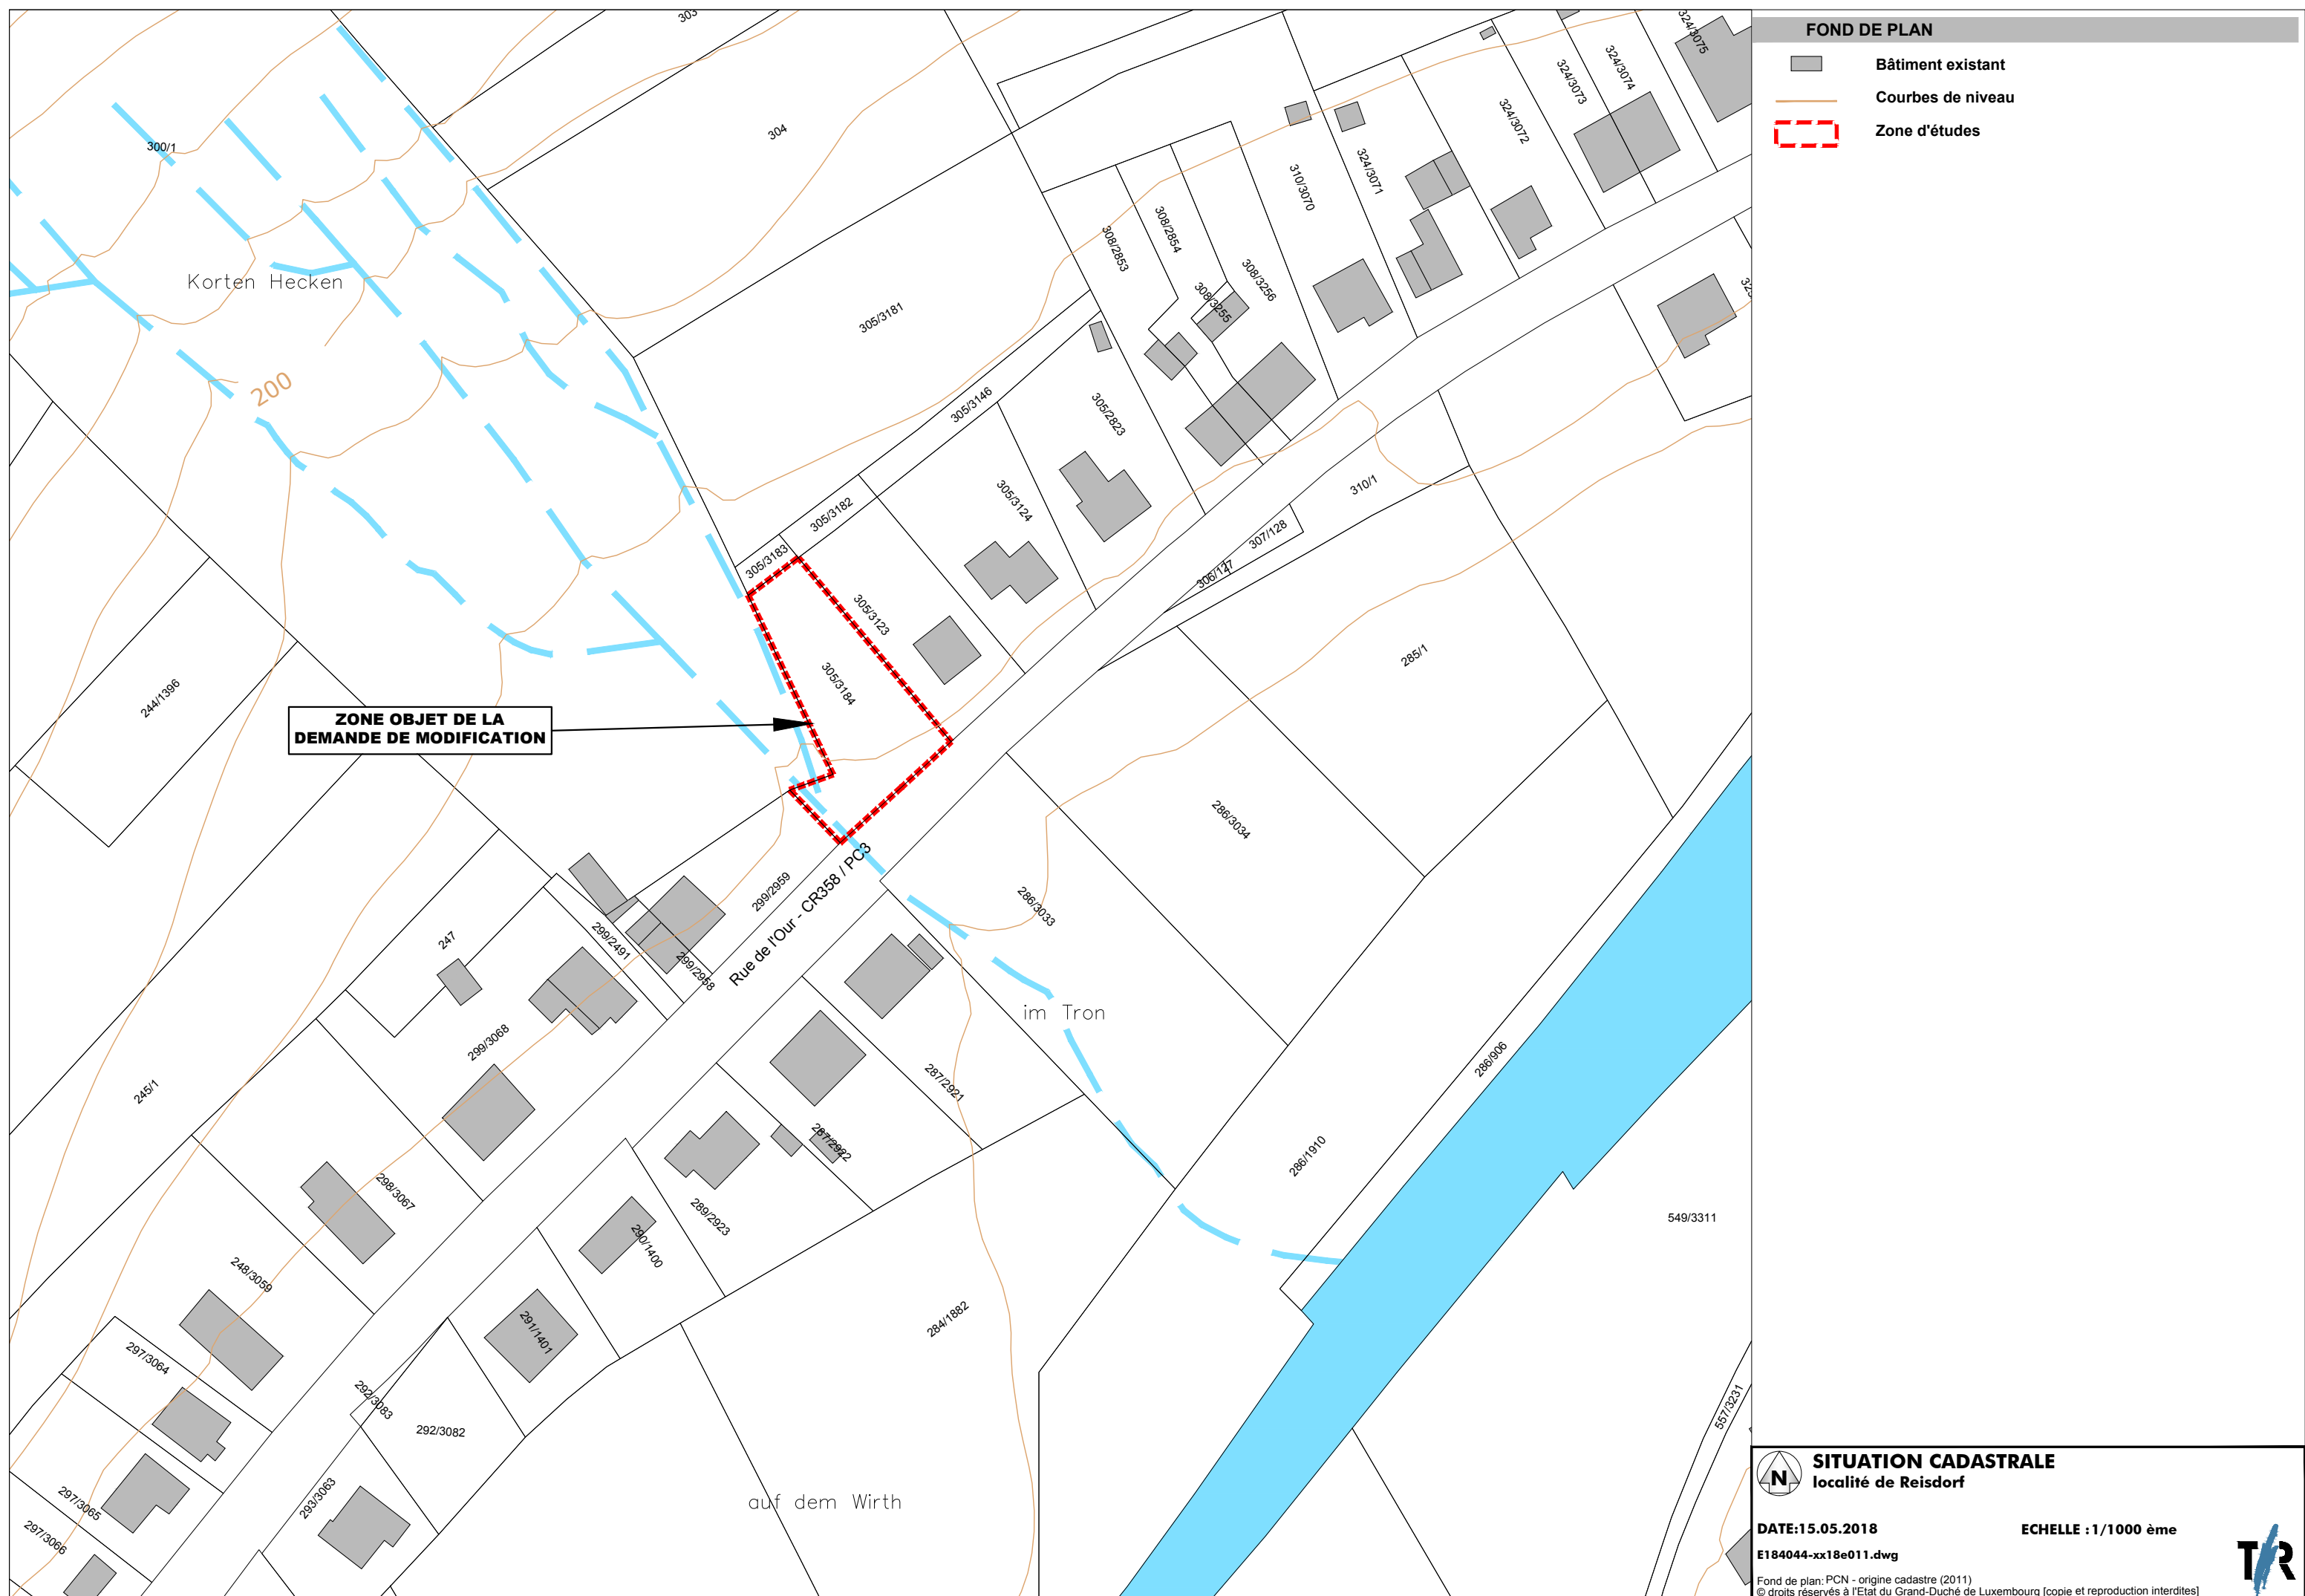 303
304
300/1
Korten Hecken
200
305/3181
308/2853
308/2854
308/3255
308/3256
310/3070
324/3071
324/3072
324/3073
324/3074
324/3075
305/3146
305/2823
305/3182
305/3124
305/3183
305/3123
305/3184
310/1
307/128
306/127
285/1
244/1396
ZONE OBJET DE LA
DEMANDE DE MODIFICATION
286/3034
286/3033
299/2959
Rue de l'Our - CR358 / PC3
247
299/2491
299/2958
299/3068
im Tron
287/2921
287/2922
286/906
286/1910
245/1
298/3067
289/2923
290/1400
549/3311
248/3059
291/1401
284/1882
297/3064
292/3083
292/3082
557/3231
297/3065
293/3063
297/3066
auf dem Wirth
FOND DE PLAN
Bâtiment existant
Courbes de niveau
Zone d'études
N
SITUATION CADASTRALE
localité de Reisdorf
DATE:15.05.2018
ECHELLE : 1/1000 ème
E184044-xx18e011.dwg
Fond de plan: PCN - origine cadastre (2011)
© droits réservés à l'Etat du Grand-Duché de Luxembourg [copie et reproduction interdites]
TR